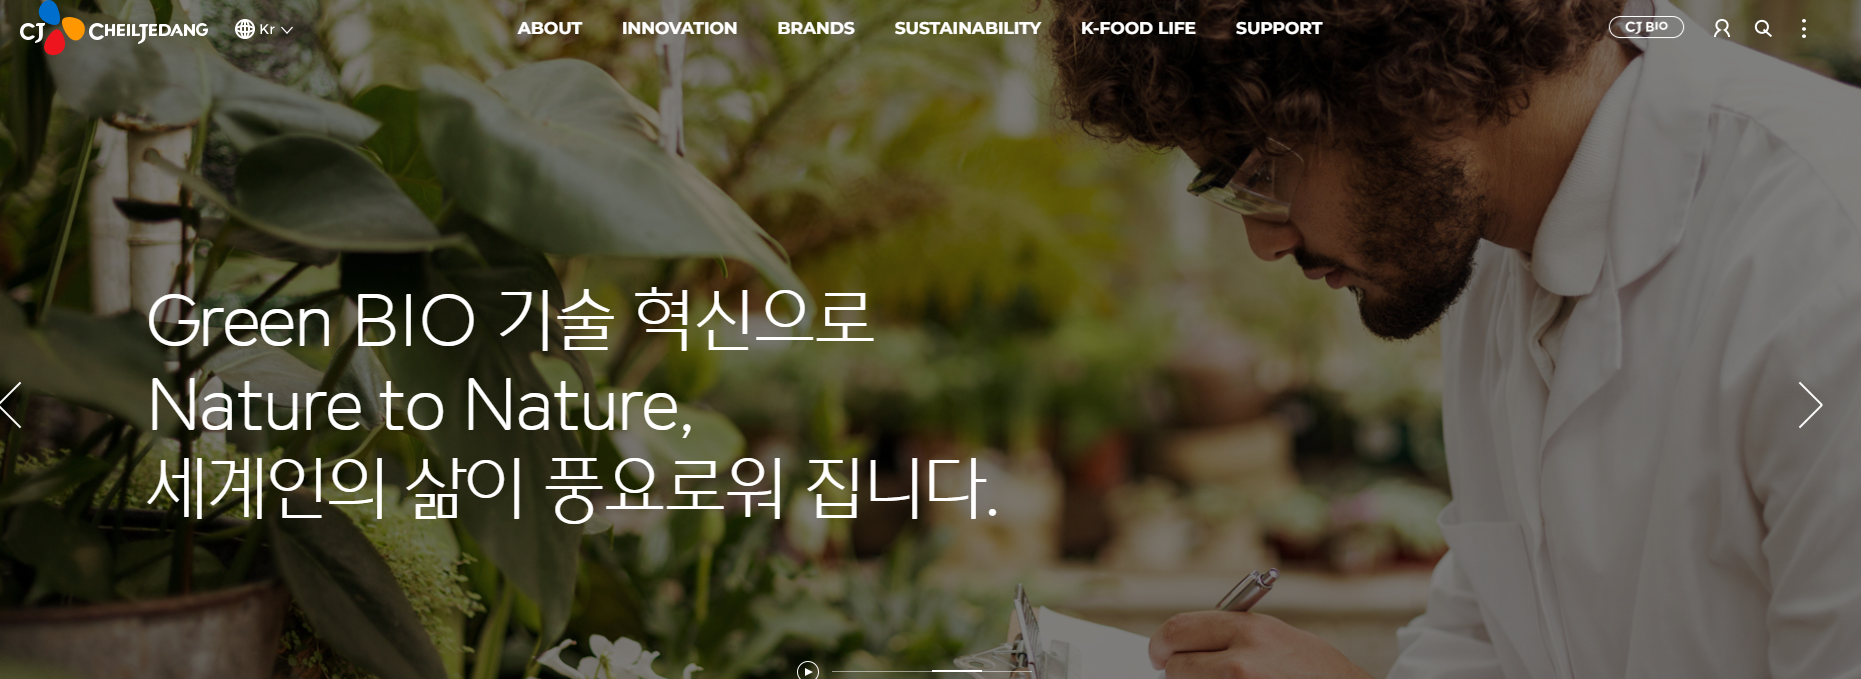 CJ CHEILJEDANG
Kr
ABOUT INNOVATION BRANDS SUSTAINABILITY K-FOOD LIFE SUPPORT
CJ BIO
Green BIO 기술 혁신으로
Nature to Nature,
세계인의 삶이 풍요로워 집니다.